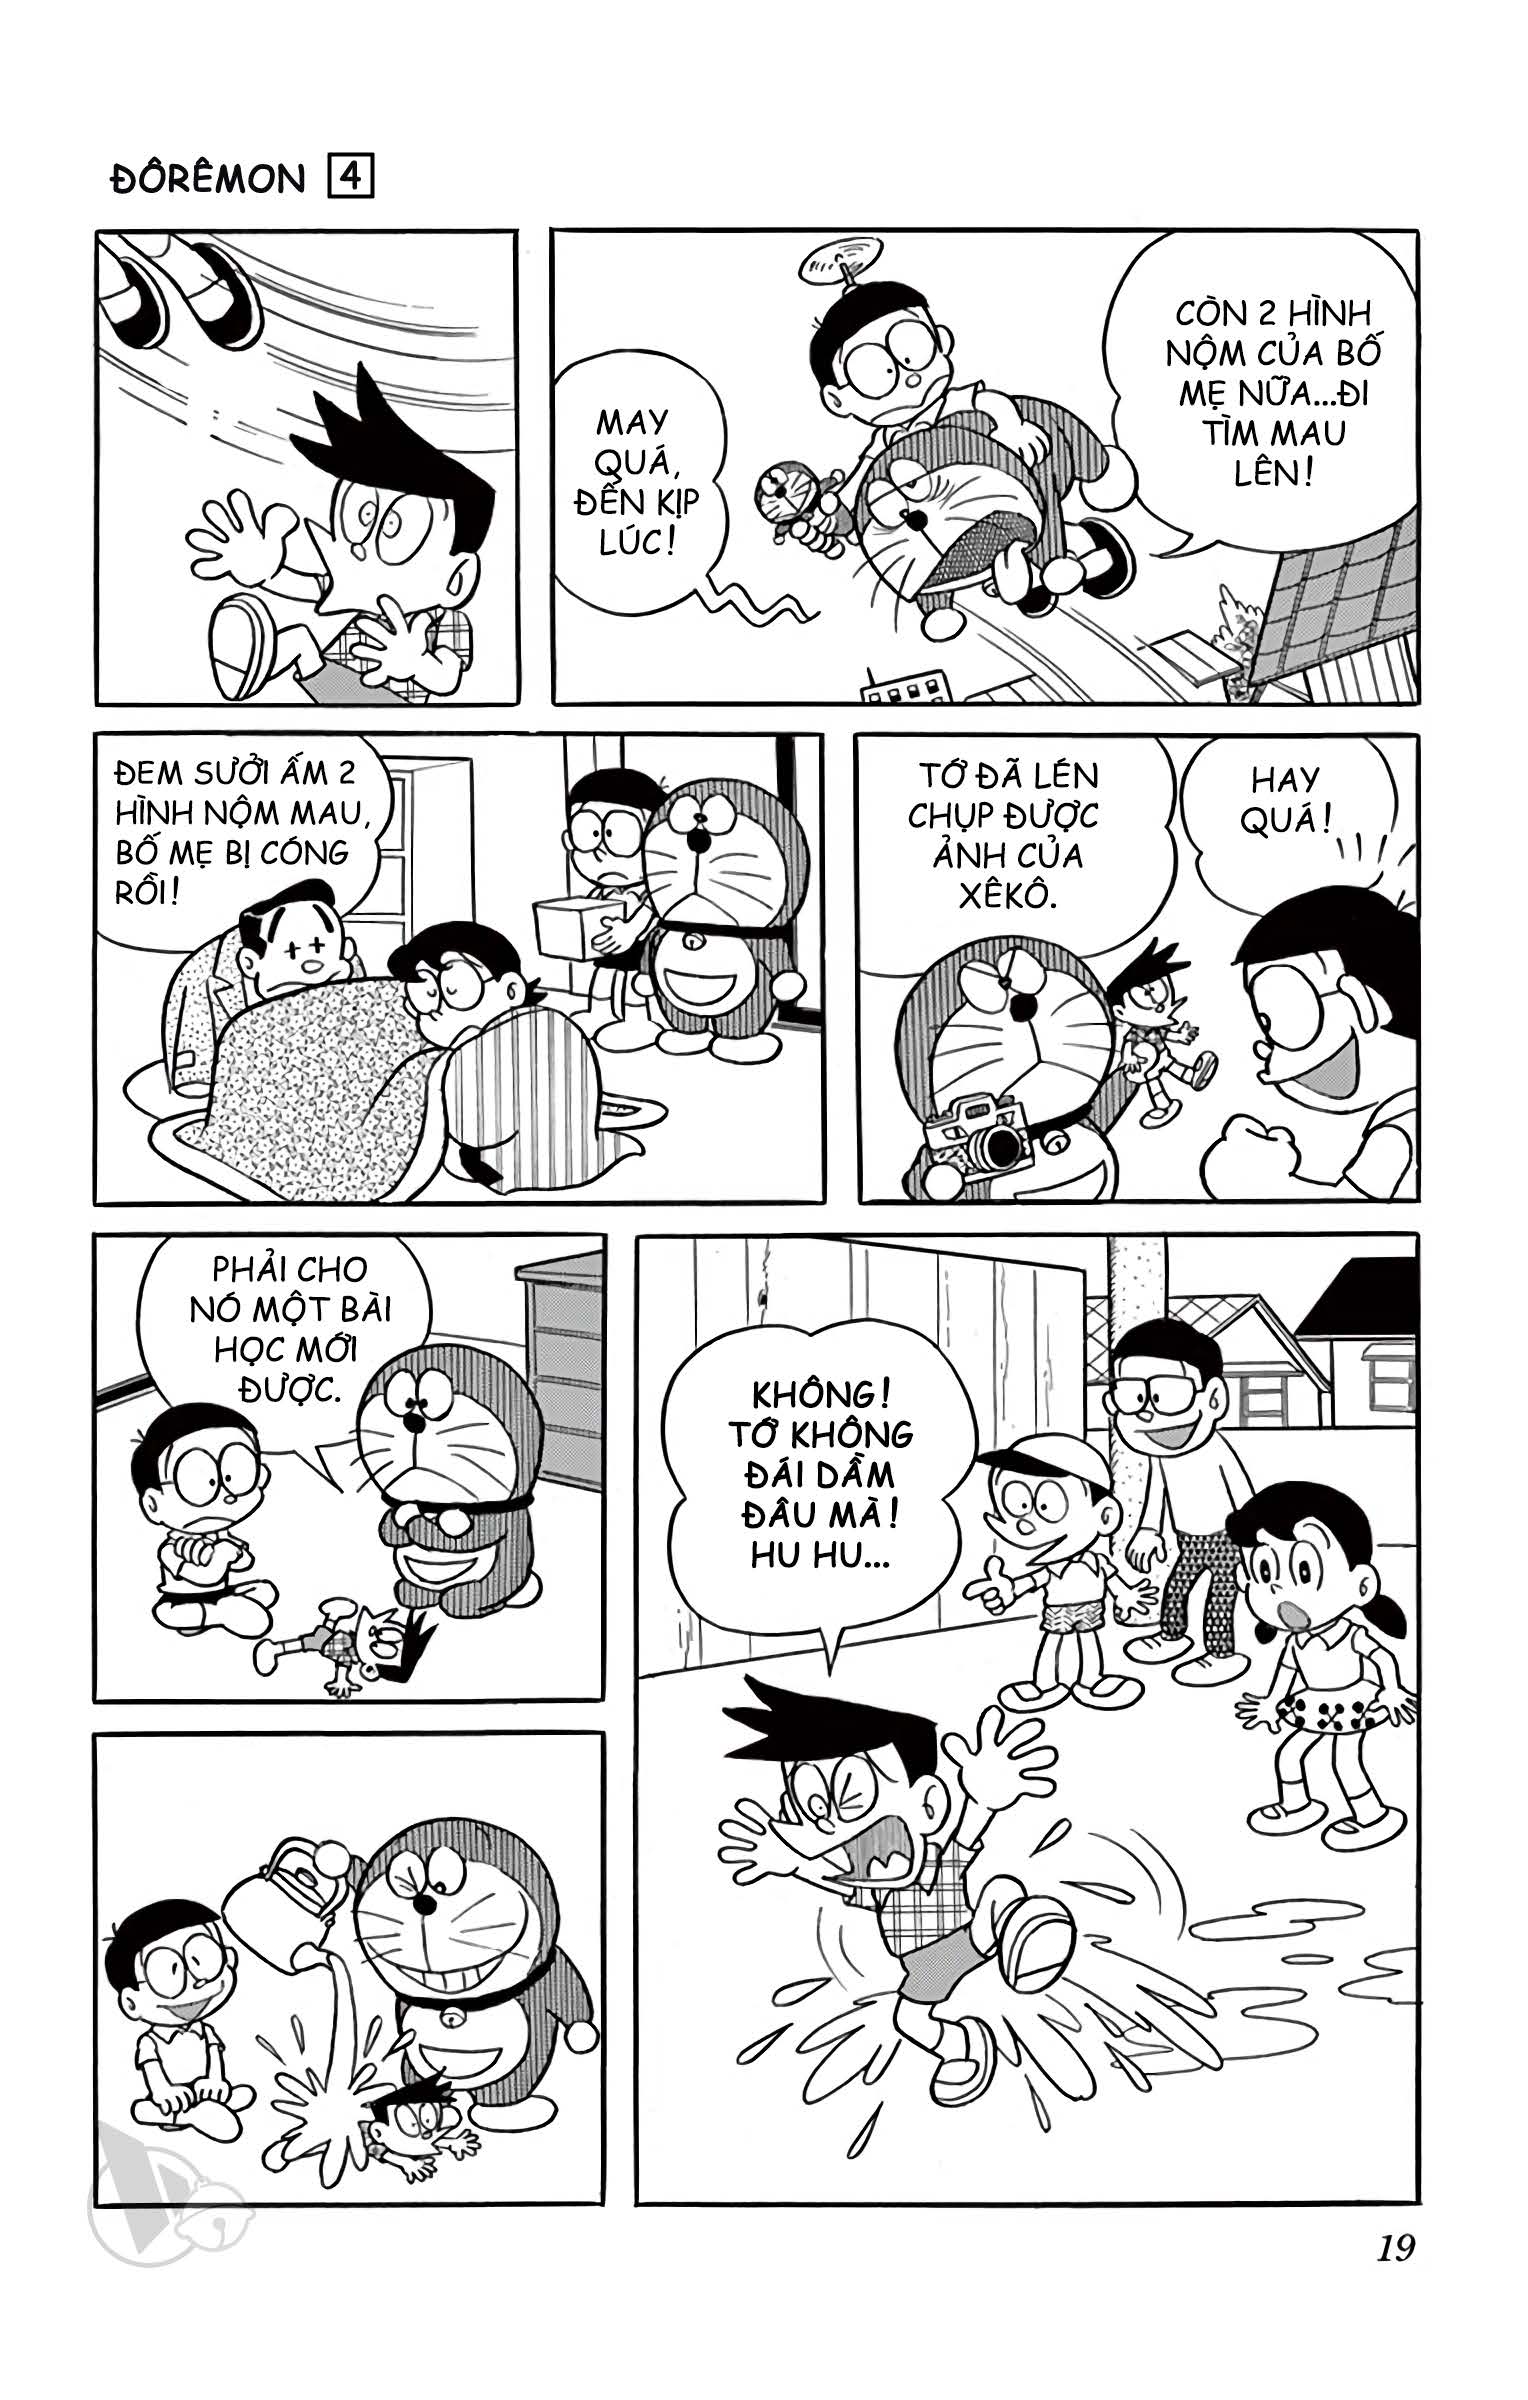 ĐÔRÊMON 4
MAY
QUÁ,
ĐẾN KỊP
LÚC!
CÒN 2 HÌNH
NỘM CỦA BỐ
MẸ NỮA...ĐI
TÌM MAU
LÊN!
ĐEM SƯỞI ẤM 2
HÌNH NỘM MAU,
BỐ MẸ BỊ CÓNG
RỒI!
TỚ ĐÃ LÉN
CHỤP ĐƯỢC
ẢNH CỦA
XÊKÔ.
HAY
QUÁ!
PHẢI CHO
NÓ MỘT BÀI
HỌC MỚI
ĐƯỢC.
KHÔNG!
TỚ KHÔNG
ĐÁI DẦM
ĐÂU MÀ!
HU HU...
19